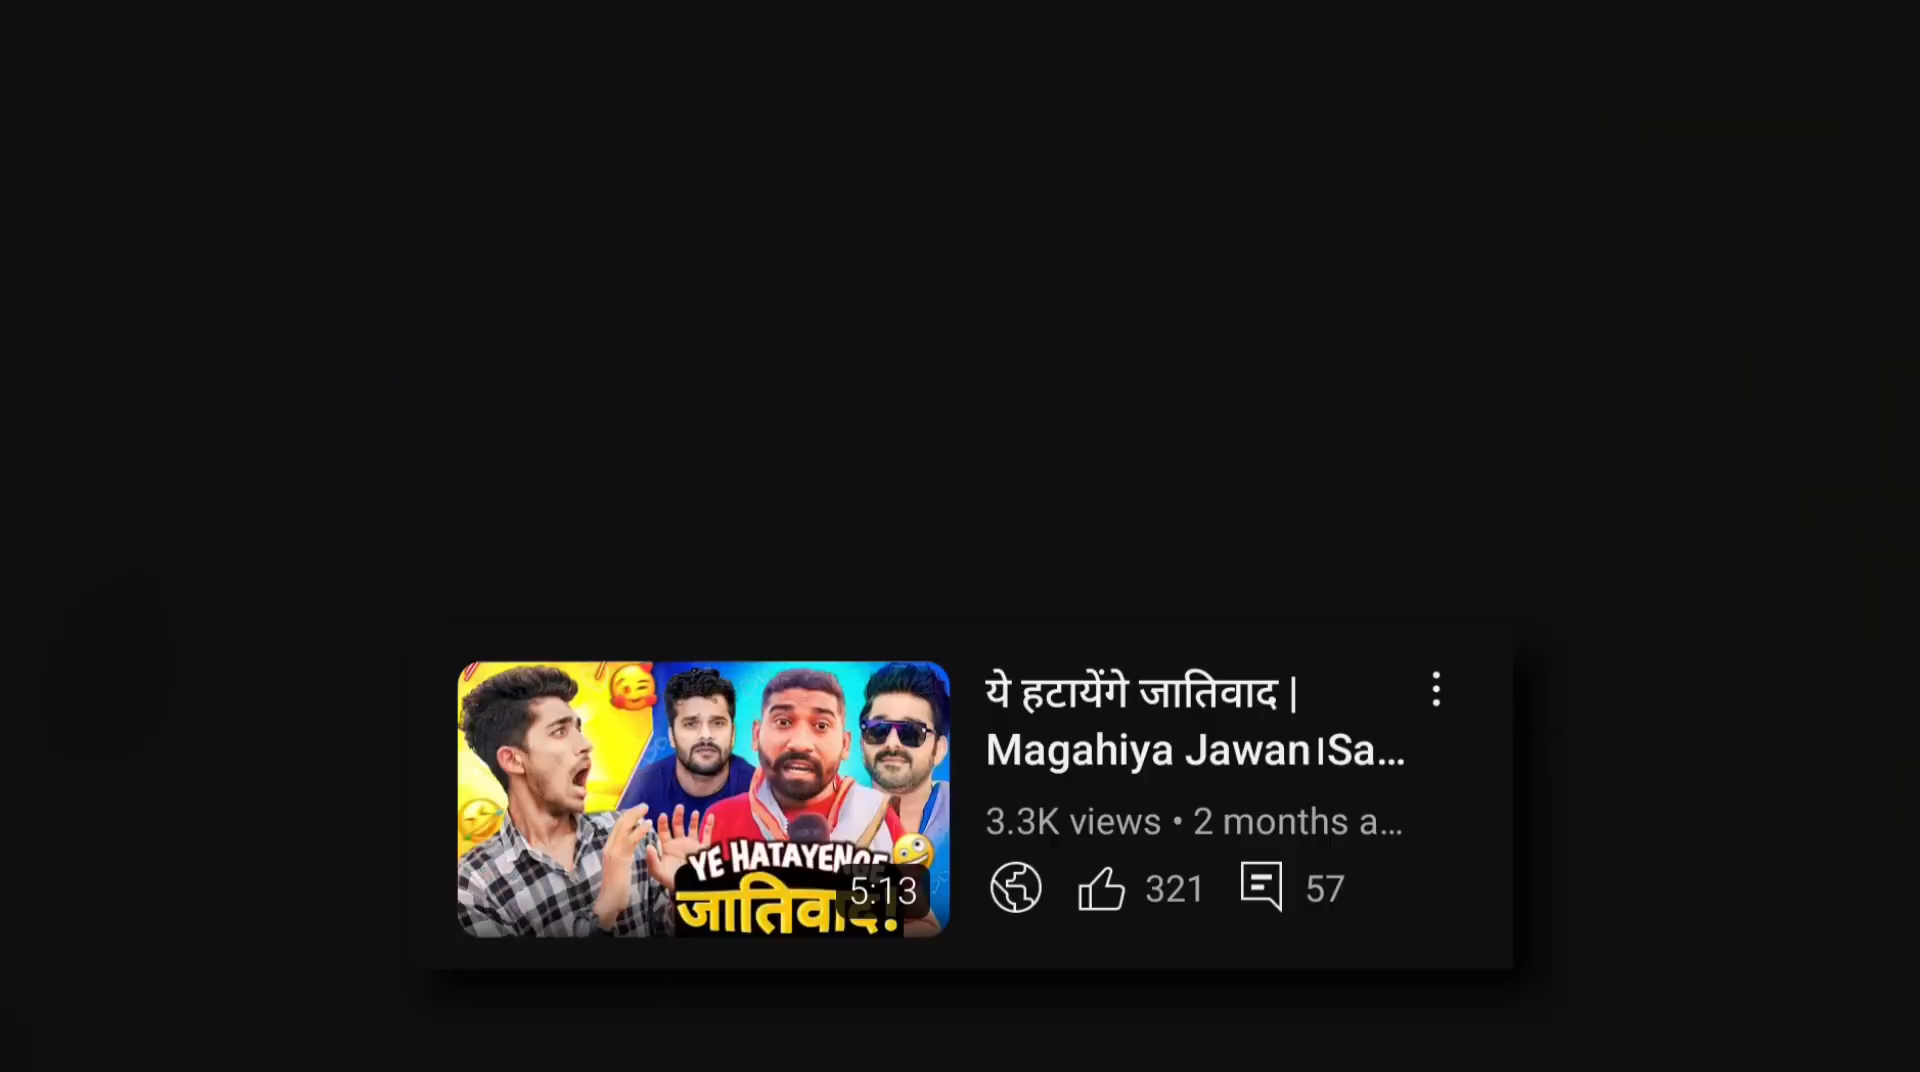 ये हटायेंगे जातिवाद |
Magahiya Jawan।Sa...
3.3K views • 2 months a...
321 57
YE HATAYENGE
जातिवाद!
5:13